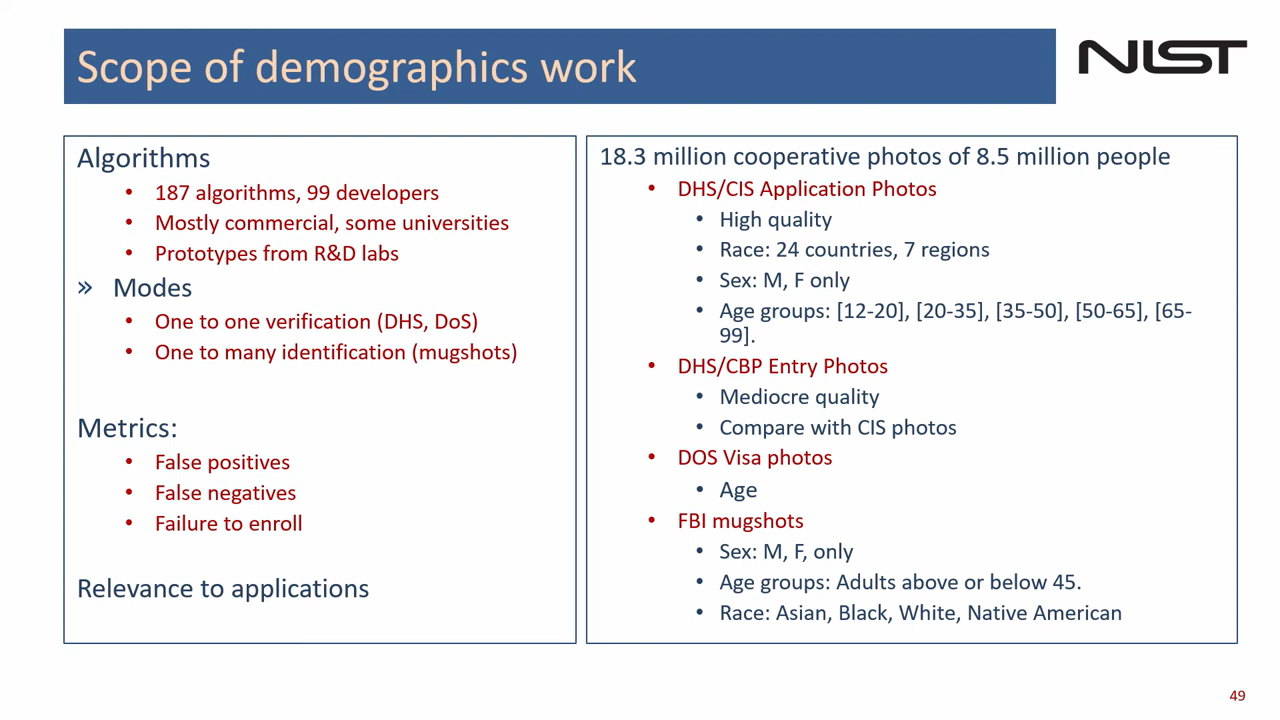 Scope of demographics work
NIST
Algorithms
• 187 algorithms, 99 developers
• Mostly commercial, some universities
• Prototypes from R&D labs
» Modes
• One to one verification (DHS, DoS)
• One to many identification (mugshots)
Metrics:
• False positives
• False negatives
• Failure to enroll
Relevance to applications
18.3 million cooperative photos of 8.5 million people
• DHS/CIS Application Photos
• High quality
• Race: 24 countries, 7 regions
• Sex: M, F only
• Age groups: [12-20], [20-35], [35-50], [50-65], [65-
99].
• DHS/CBP Entry Photos
• Mediocre quality
• Compare with CIS photos
• DOS Visa photos
• Age
• FBI mugshots
• Sex: M, F, only
• Age groups: Adults above or below 45.
• Race: Asian, Black, White, Native American
49